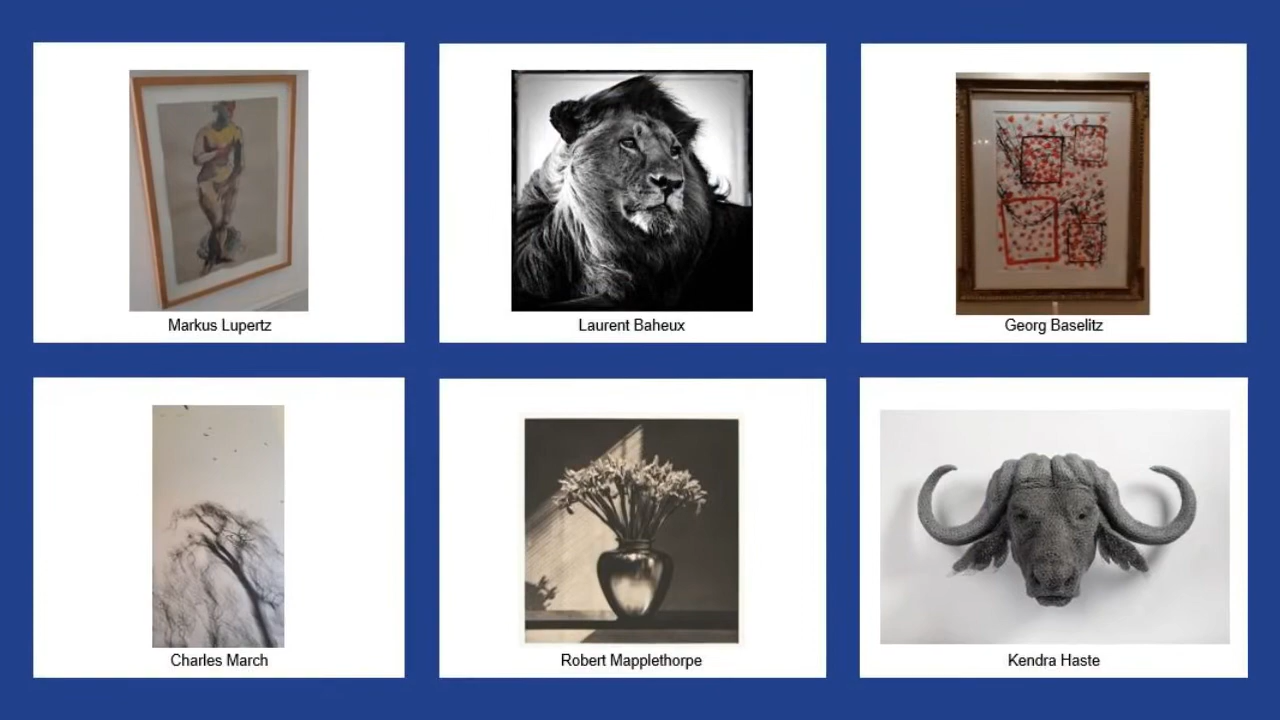 Markus Lupertz
Laurent Baheux
Georg Baselitz
Charles March
Robert Mapplethorpe
Kendra Haste